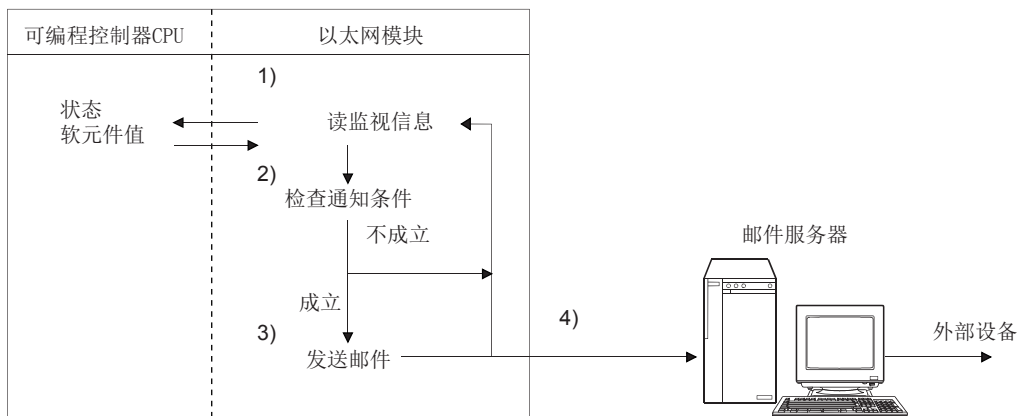 可编程控制器CPU
以太网模块
1)
状态
软元件值
读监视信息
2)
检查通知条件
不成立
邮件服务器
成立
3)
4)
外部设备
发送邮件